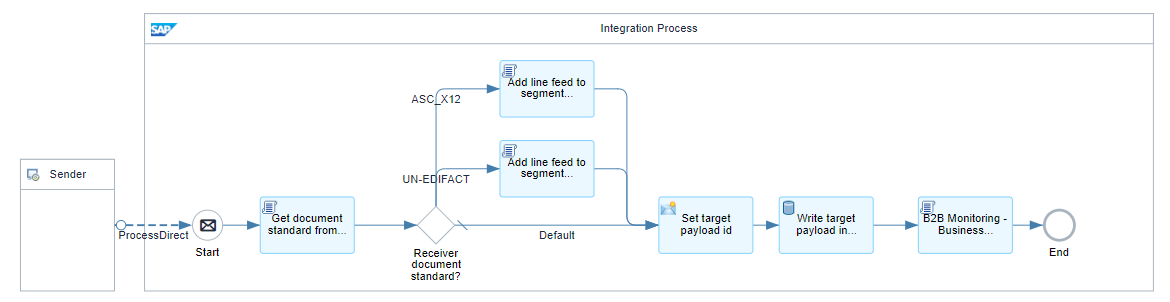 SAP
Integration Process
Sender
ProcessDirect
Start
Get document
standard from...
Receiver
document
standard?
ASC_X12
Add line feed to
segment...
UN-EDIFACT
Add line feed to
segment...
Default
Set target
payload id
Write target
payload in...
B2B Monitoring -
Business...
End